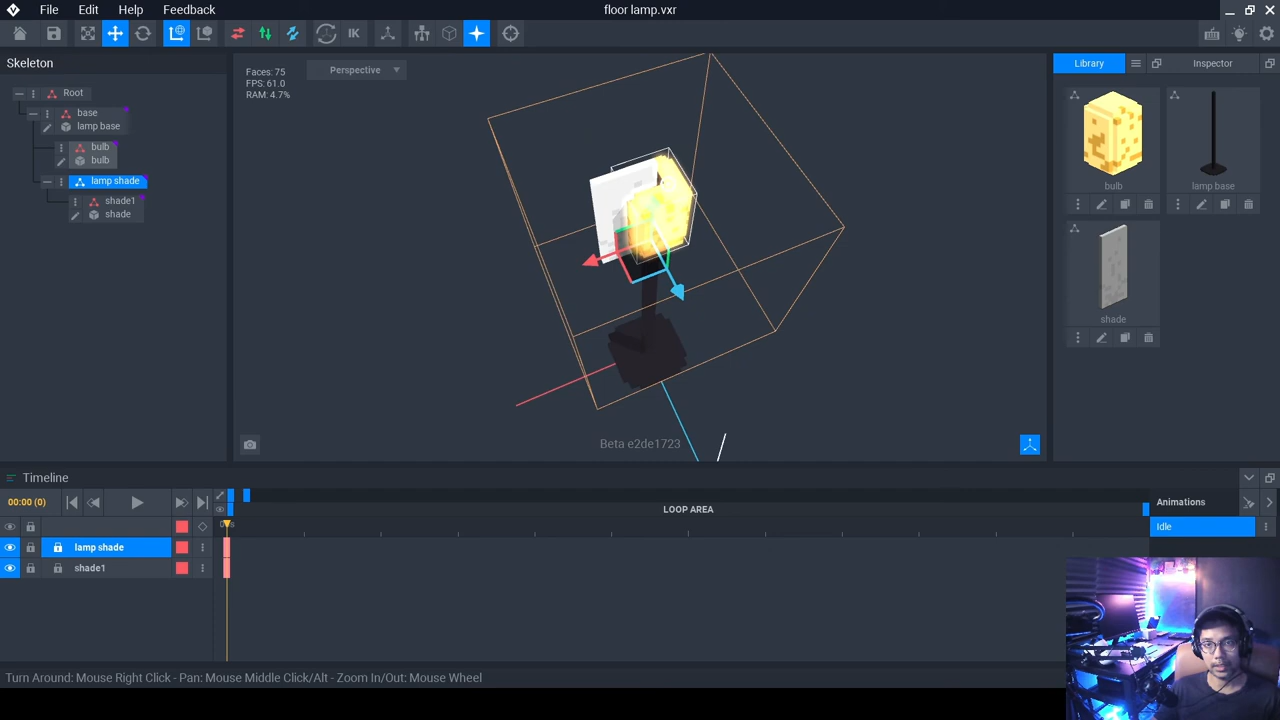 File Edit Help Feedback
floor lamp.vxr
IK
Skeleton
Root
base
lamp base
bulb
bulb
lamp shade
shade1
shade
Faces: 75
FPS: 61.0
RAM: 4.7%
Perspective
Beta e2de1723
Library
Inspector
bulb
lamp base
shade
Timeline
00:00 (0)
LOOP AREA
Animations
Idle
lamp shade
shade1
Turn Around: Mouse Right Click - Pan: Mouse Middle Click/Alt - Zoom In/Out: Mouse Wheel